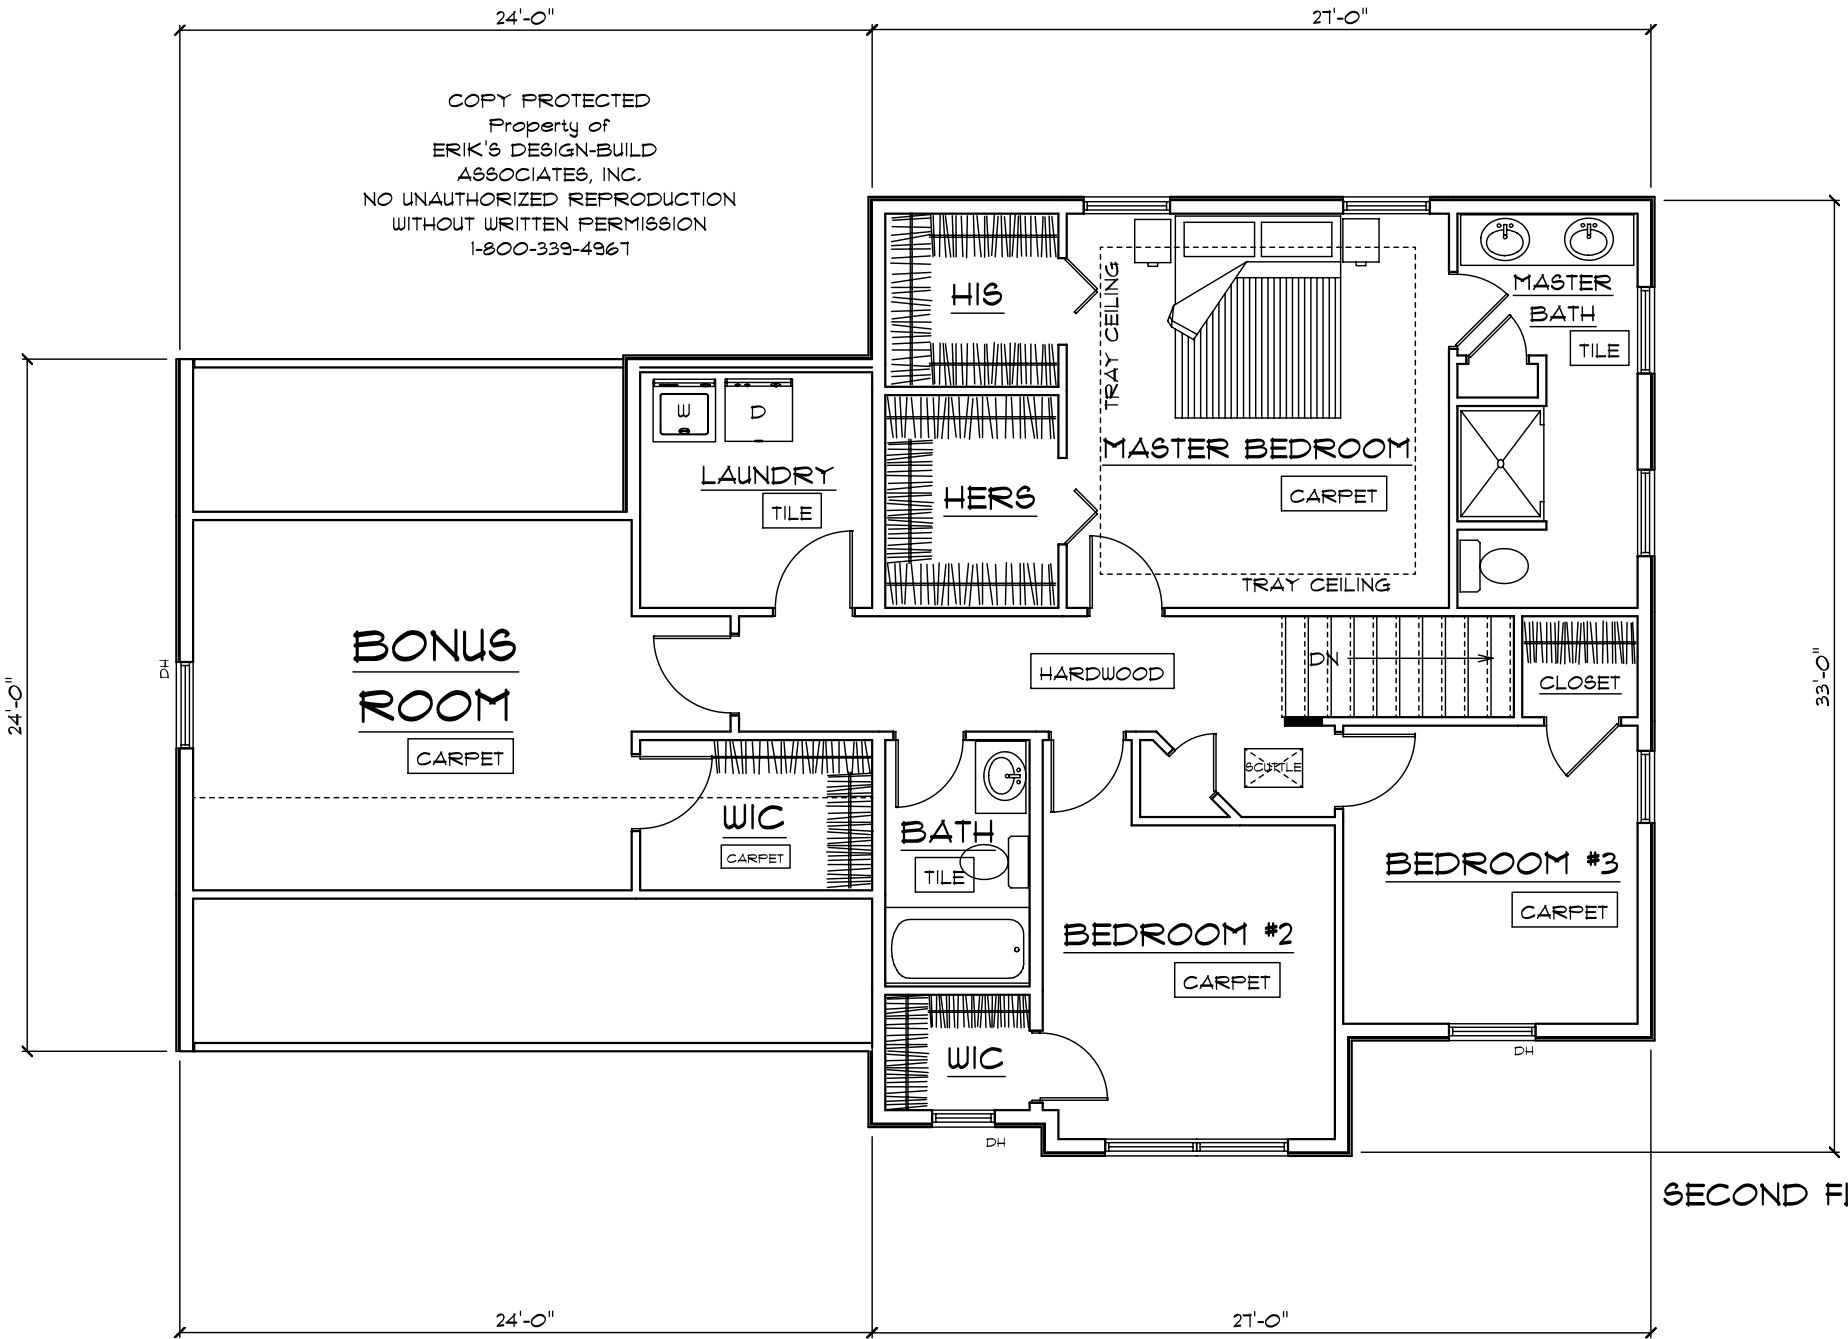 24'-0"
27'-0"
COPY PROTECTED
Property of
ERIK'S DESIGN-BUILD
ASSOCIATES, INC.
NO UNAUTHORIZED REPRODUCTION
WITHOUT WRITTEN PERMISSION
1-800-339-4967
HIS
TRAY CEILING
MASTER
BATH
TILE
W
D
LAUNDRY
TILE
HERS
MASTER BEDROOM
CARPET
TRAY CEILING
BONUS
ROOM
CARPET
DH
24'-0"
HARDWOOD
DN
CLOSET
33'-0"
SCUTTLE
WIC
CARPET
BATH
TILE
BEDROOM #3
CARPET
BEDROOM #2
CARPET
WIC
DH
DH
SECOND
24'-0"
27'-0"